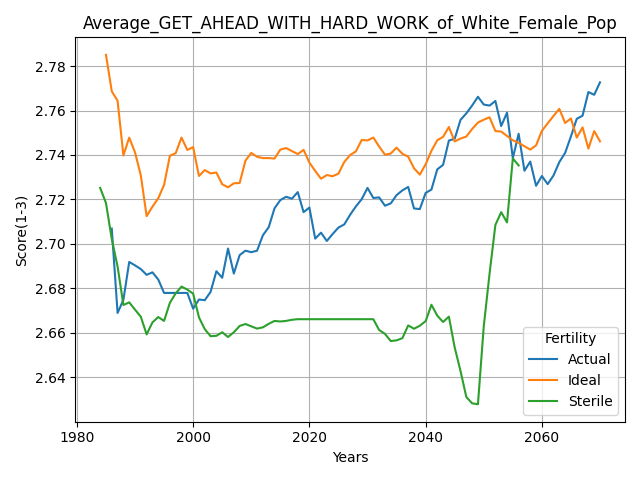 Average_GET_AHEAD_WITH_HARD_WORK_of_White_Female_Pop
Score(1-3)
2.78
2.76
2.74
2.72
2.70
2.68
2.66
2.64
1980
2000
2020
2040
2060
Years
Fertility
Actual
Ideal
Sterile